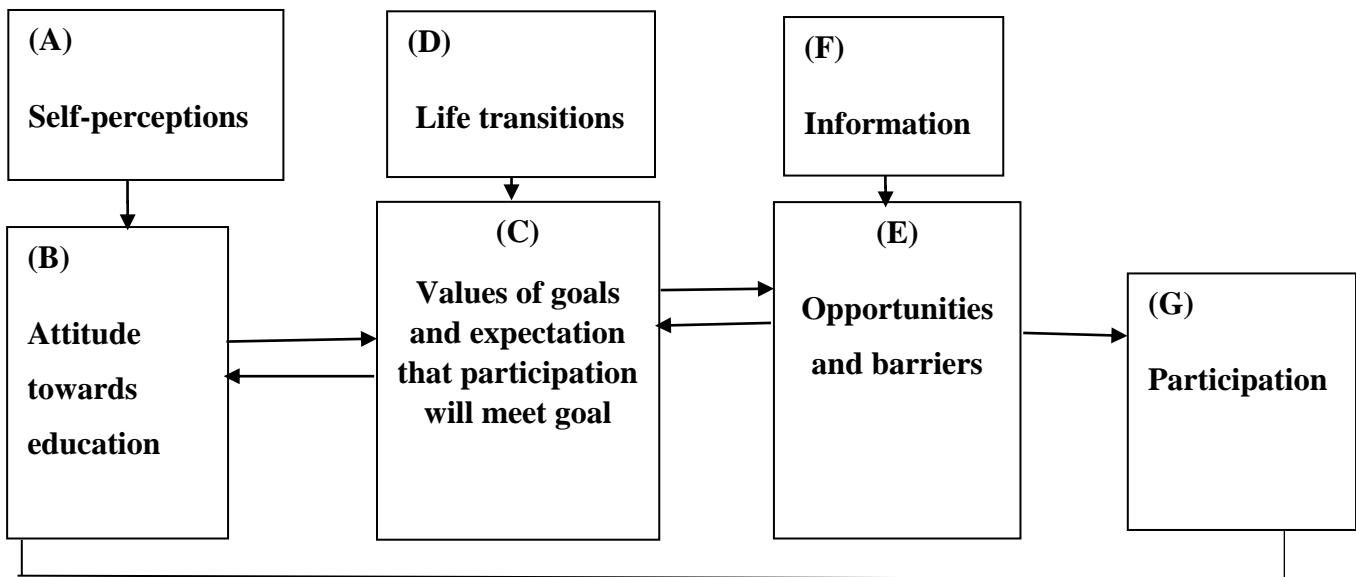 (A)
Self-perceptions
(D)
Life transitions
(F)
Information
(B)
Attitude
towards
education
(C)
Values of goals
and expectation
that participation
will meet goal
(E)
Opportunities
and barriers
(G)
Participation